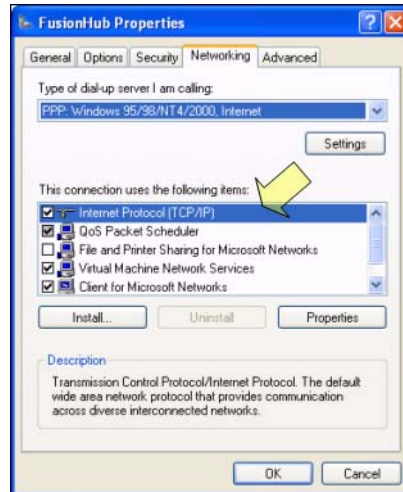 FusionHub Properties
General Options Security Networking Advanced
Type of dial-up server I am calling:
PPP: Windows 95/98/NT4/2000, Internet
Settings
This connection uses the following items:
Internet Protocol (TCP/IP)
QoS Packet Scheduler
File and Printer Sharing for Microsoft Networks
Virtual Machine Network Services
Client for Microsoft Networks
Install... Uninstall Properties
Description
Transmission Control Protocol/Internet Protocol. The default
wide area network protocol that provides communication
across diverse interconnected networks.
OK Cancel